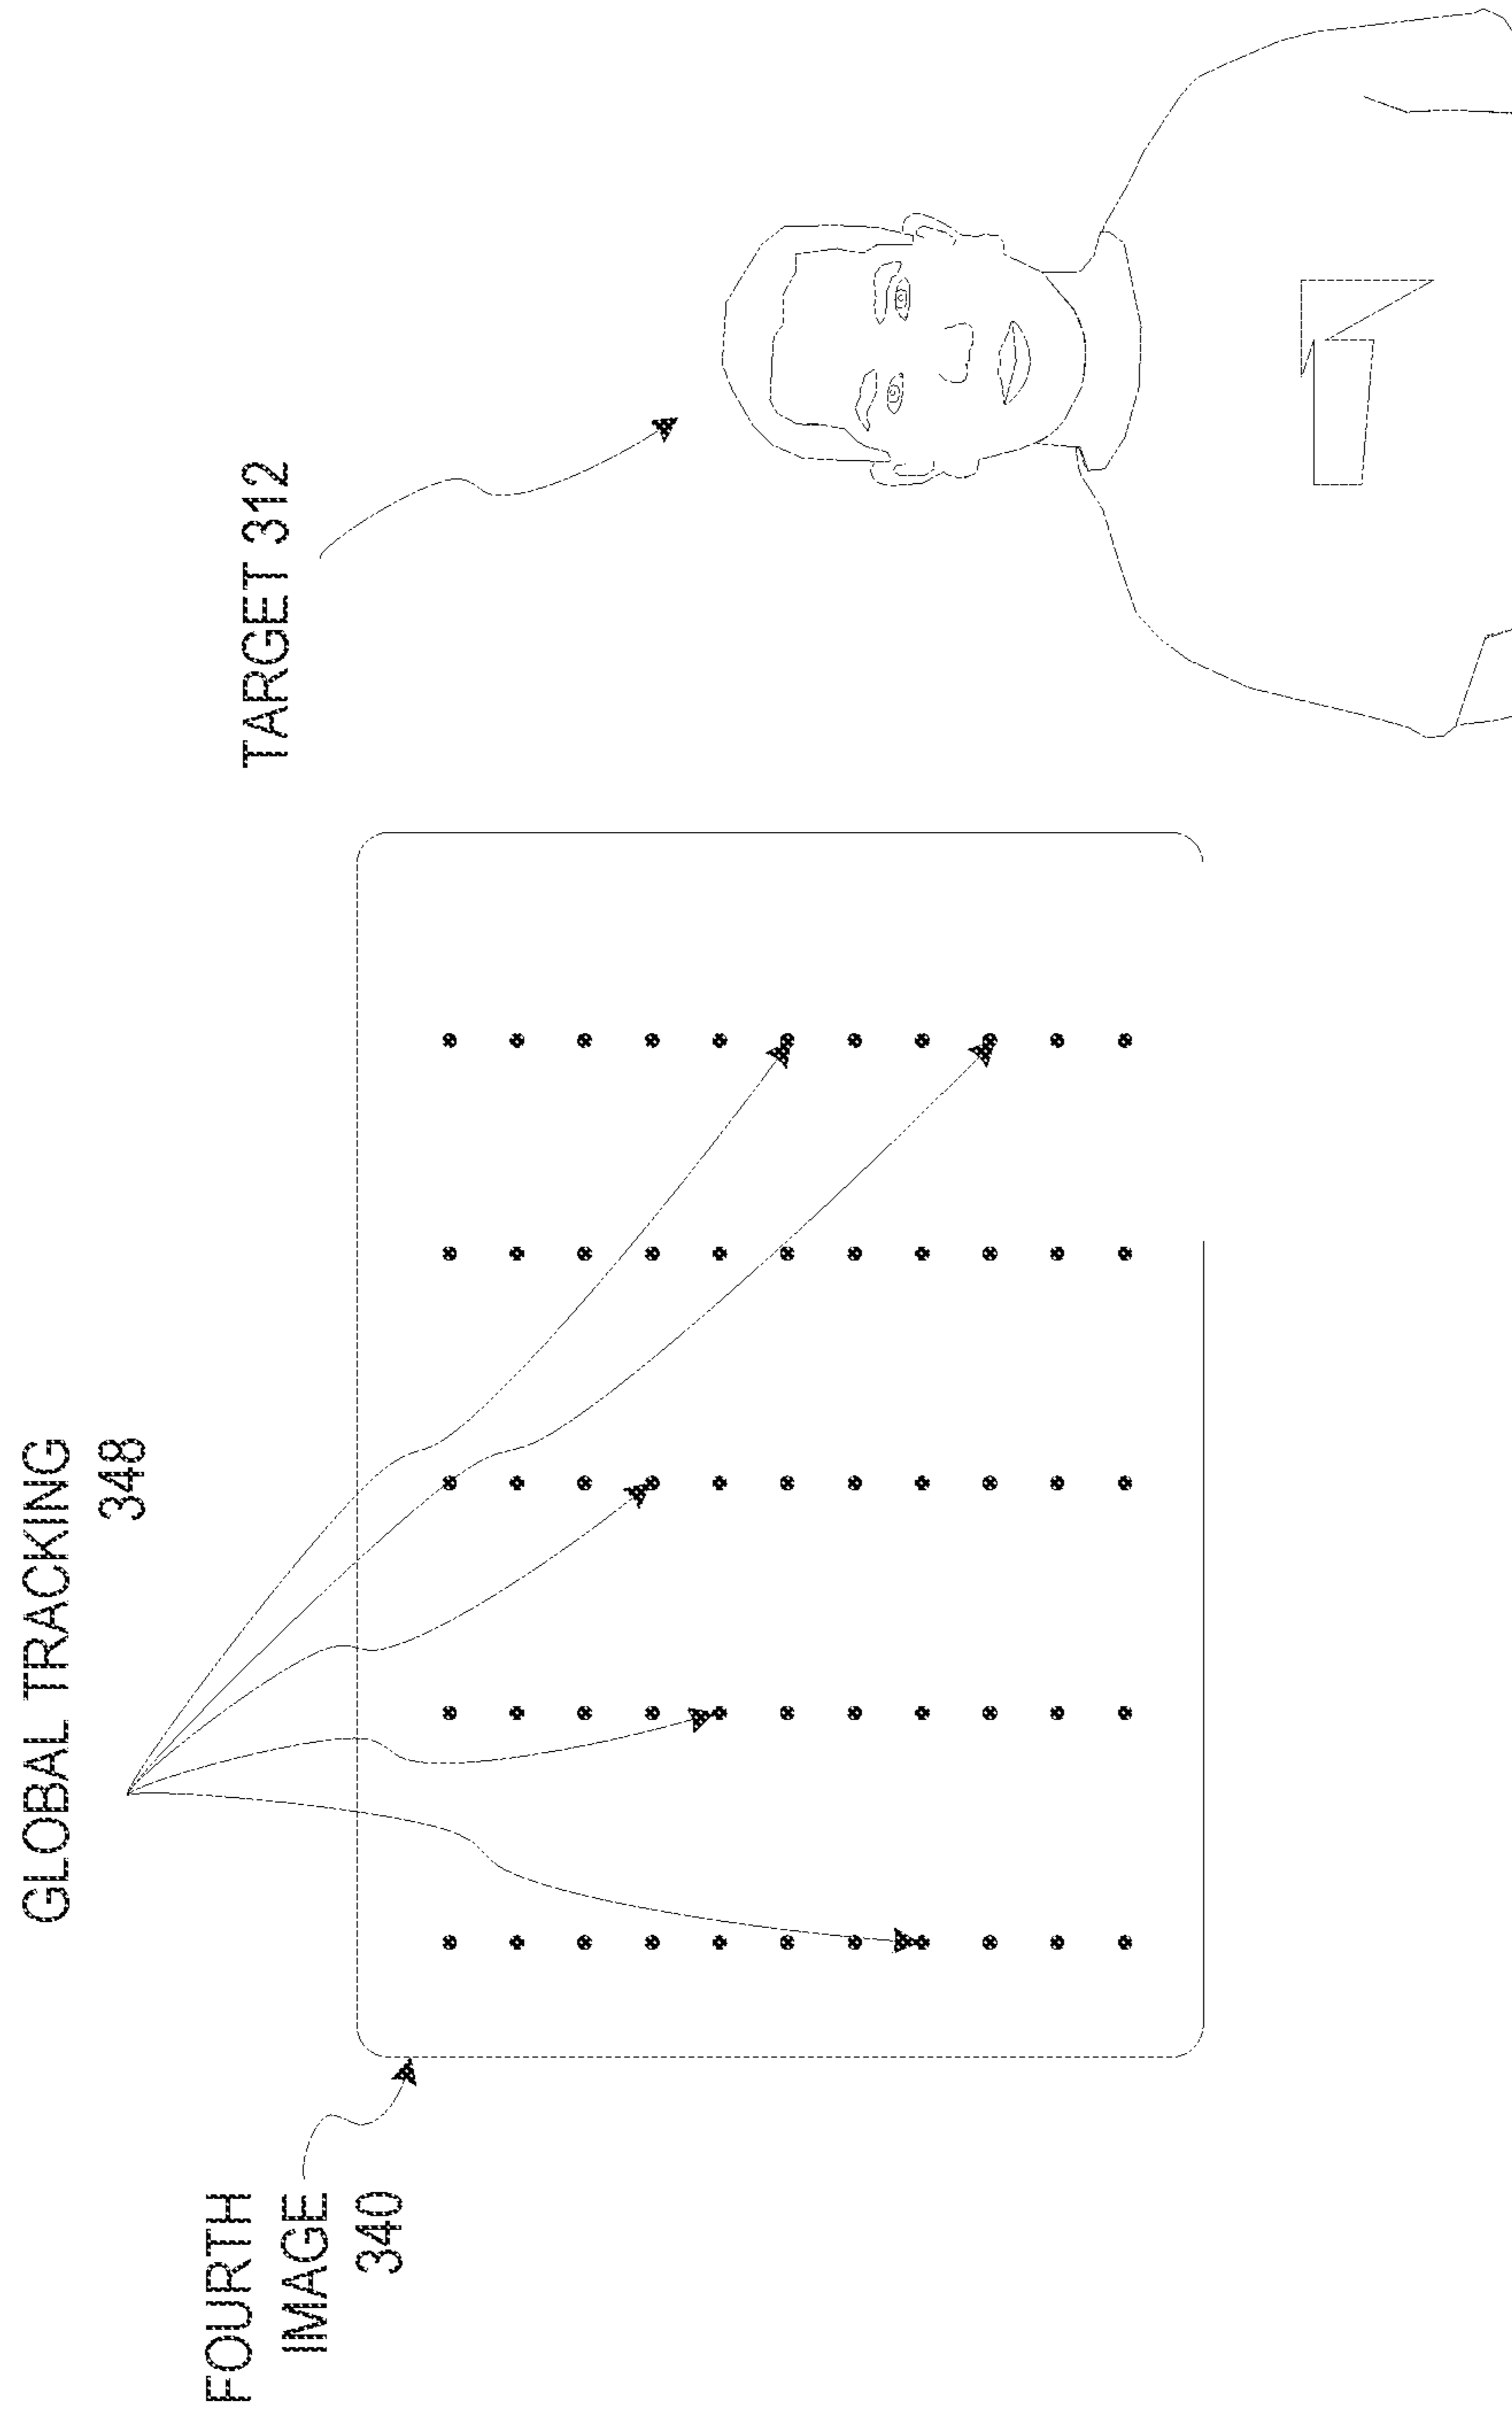 GLOBAL TRACKING
348
FOURTH
IMAGE
340
TARGET 312